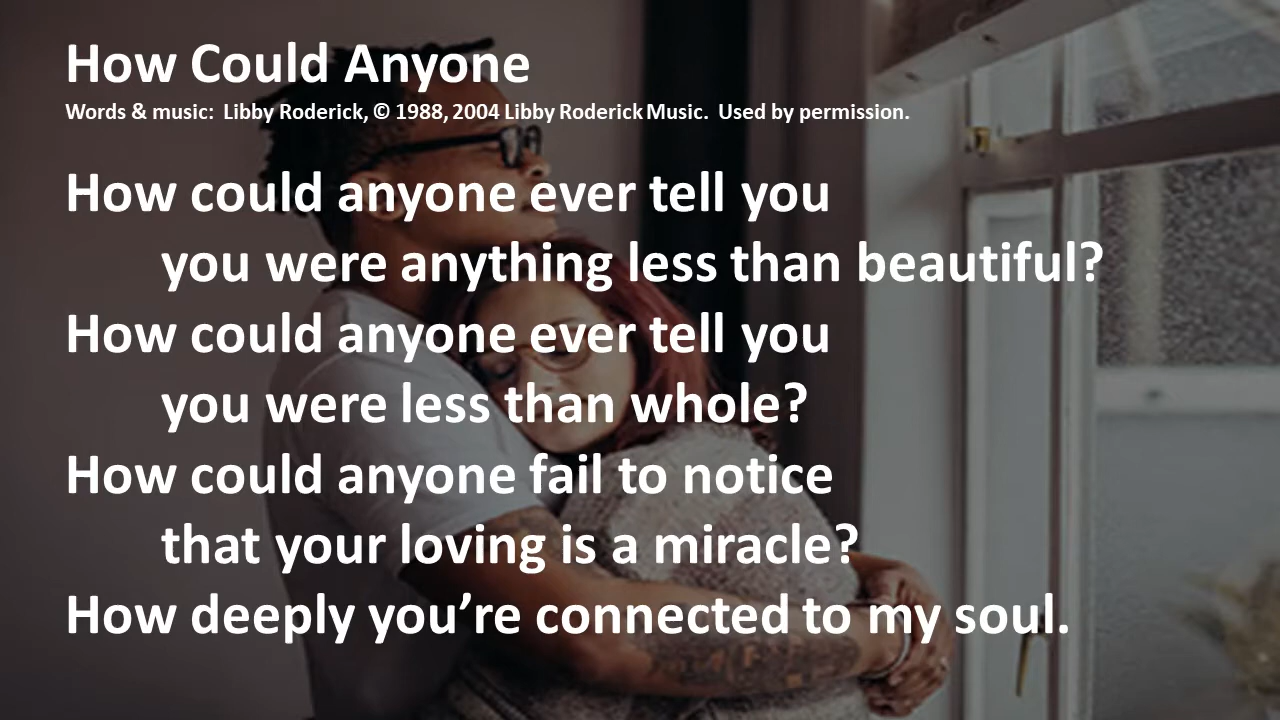 How Could Anyone
Words & music:  Libby Roderick, © 1988, 2004 Libby Roderick Music.  Used by permission.
How could anyone ever tell you
you were anything less than beautiful?
How could anyone ever tell you
you were less than whole?
How could anyone fail to notice
that your loving is a miracle?
How deeply you’re connected to my soul.